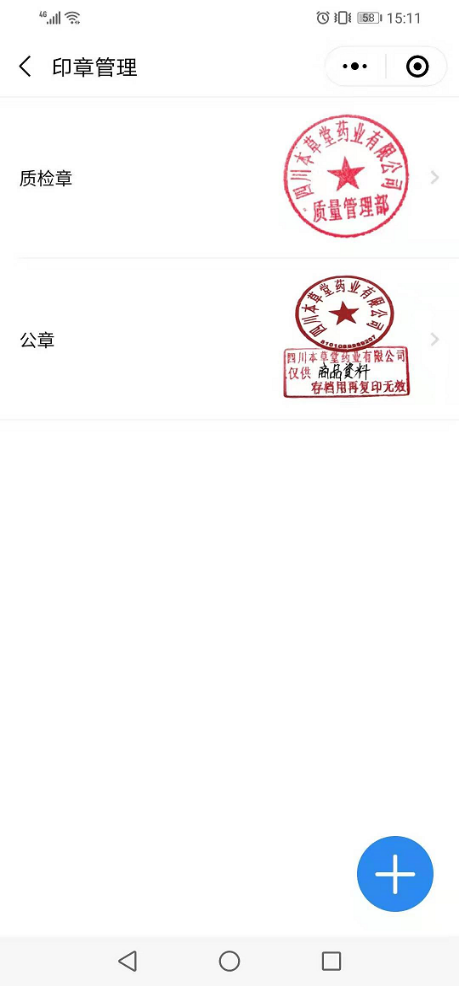 4G 58 15:11
印章管理
质检章
四川本草堂药业有限公司
质量管理部
公章
四川本草堂药业有限公司
四川本草堂药业有限公司
仅供 商品资料
存档用再复印无效